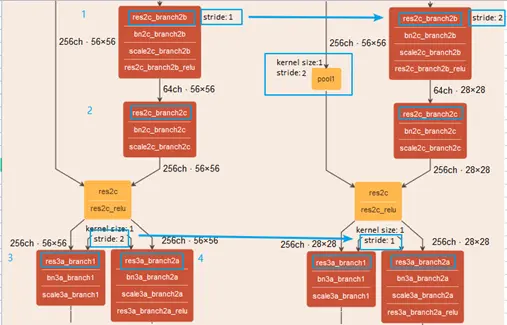 1
res2c_branch2b
stride: 1
bn2c_branch2b
scale2c_branch2b
res2c_branch2b_relu
256ch · 56×56
64ch · 56×56
2
res2c_branch2c
bn2c_branch2c
scale2c_branch2c
256ch · 56×56
res2c
res2c_relu
kernel size:1
stride: 2
256ch · 56×56
256ch · 56×56
3
res3a_branch1
bn3a_branch1
scale3a_branch1
res3a_branch2a
4
bn3a_branch2a
scale3a_branch2a
res3a_branch2a_relu
res2c_branch2b
stride: 2
bn2c_branch2b
scale2c_branch2b
res2c_branch2b_relu
256ch · 56×56
kernel size:1
stride: 2
pool1
64ch · 28×28
res2c_branch2c
bn2c_branch2c
scale2c_branch2c
256ch · 28×28
res2c
res2c_relu
kernel size: 1
stride: 1
256ch · 28×28
256ch · 28×28
res3a_branch1
bn3a_branch1
scale3a_branch1
res3a_branch2a
bn3a_branch2a
scale3a_branch2a
res3a_branch2a_relu